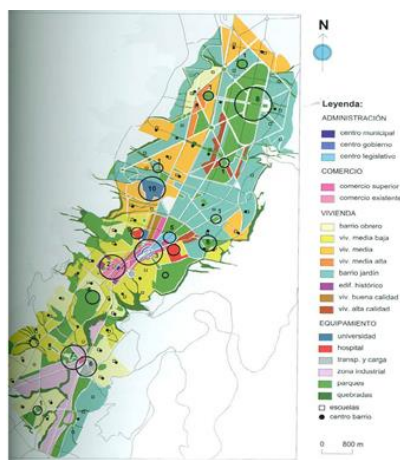 N
Leyenda:
ADMINISTRACIÓN
centro municipal
centro gobierno
centro legislativo
COMERCIO
comercio superior
comercio existente
VIVIENDA
barrio obrero
viv. media baja
viv. media
viv. media alta
barrio jardín
edif. histórico
viv. buena calidad
viv. alta calidad
EQUIPAMIENTO
universidad
hospital
transp. y carga
zona industrial
parques
quebradas
escuelas
centro barrio
0 800 m